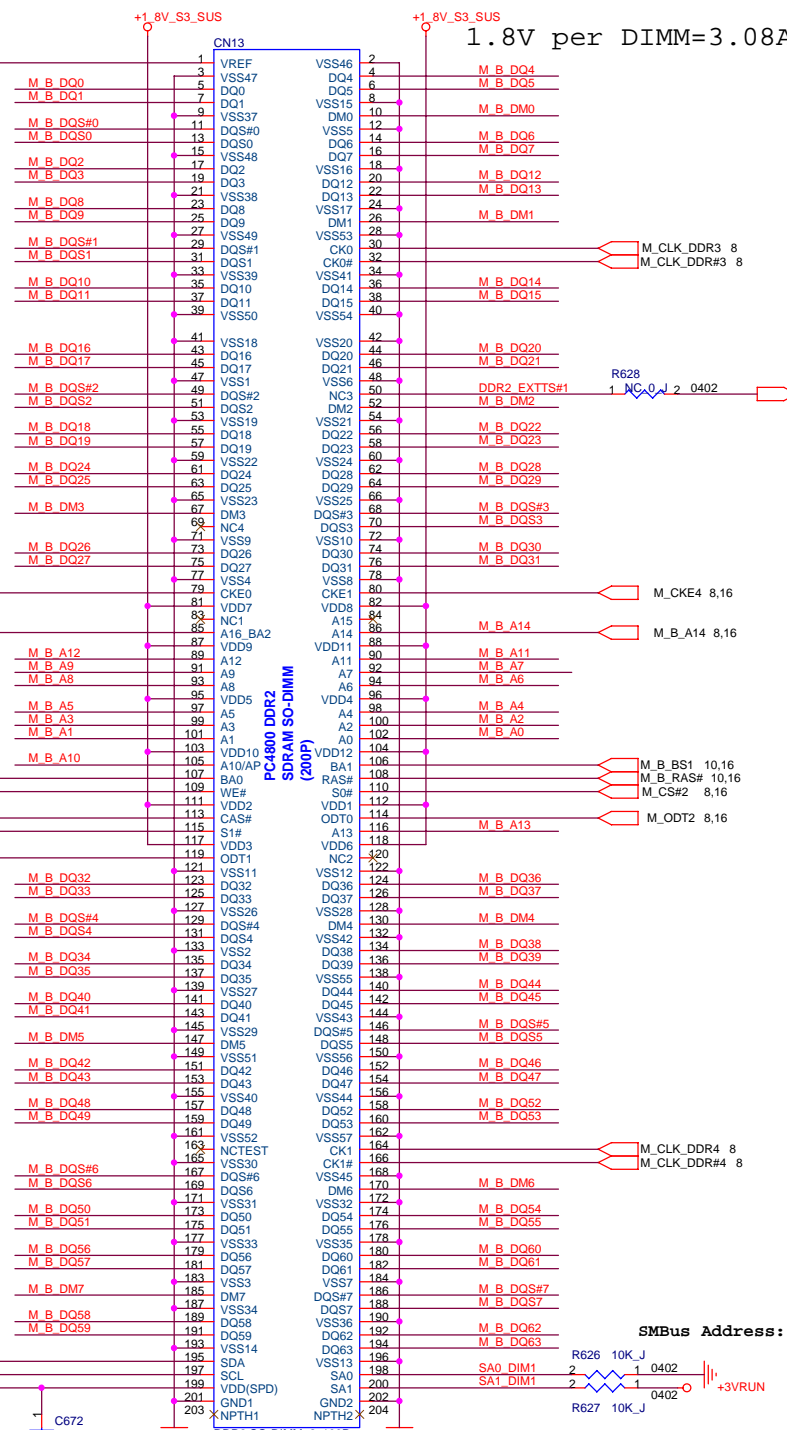 +1_8V_S3_SUS +1_8V_S3_SUS
1.8V per DIMM=3.08A
CN13
1 VREF VSS46 2
3 VSS47 DQ4 4 M_B_DQ4
M_B_DQ0 5 DQ0 DQ5 6 M_B_DQ5
M_B_DQ1 7 DQ1 VSS15 8
9 VSS37 DM0 10 M_B_DM0
M_B_DQS#0 11 DQS#0 VSS5 12
M_B_DQS0 13 DQS0 DQ6 14 M_B_DQ6
15 VSS48 DQ7 16 M_B_DQ7
M_B_DQ2 17 DQ2 VSS16 18
M_B_DQ3 19 DQ3 DQ12 20 M_B_DQ12
21 VSS38 DQ13 22 M_B_DQ13
M_B_DQ8 23 DQ8 VSS17 24
M_B_DQ9 25 DQ9 DM1 26 M_B_DM1
27 VSS49 VSS53 28
M_B_DQS#1 29 DQS#1 CK0 30 M_CLK_DDR3 8
M_B_DQS1 31 DQS1 CK0# 32 M_CLK_DDR#3 8
33 VSS39 VSS41 34
M_B_DQ10 35 DQ10 DQ14 36 M_B_DQ14
M_B_DQ11 37 DQ11 DQ15 38 M_B_DQ15
39 VSS50 VSS54 40
41 VSS18 VSS20 42
M_B_DQ16 43 DQ16 DQ20 44 M_B_DQ20
M_B_DQ17 45 DQ17 DQ21 46 M_B_DQ21
R628
47 VSS1 VSS6 48
M_B_DQS#2 49 DQS#2 NC3 50 DDR2_EXTTS#1 1 NC_0_J 2 0402
M_B_DQS2 51 DQS2 DM2 52 M_B_DM2
53 VSS19 VSS21 54
M_B_DQ18 55 DQ18 DQ22 56 M_B_DQ22
M_B_DQ19 57 DQ19 DQ23 58 M_B_DQ23
59 VSS22 VSS24 60
M_B_DQ24 61 DQ24 DQ28 62 M_B_DQ28
M_B_DQ25 63 DQ25 DQ29 64 M_B_DQ29
65 VSS23 VSS25 66
M_B_DM3 67 DM3 DQS#3 68 M_B_DQS#3
69 NC4 DQS3 70 M_B_DQS3
71 VSS9 VSS10 72
M_B_DQ26 73 DQ26 DQ30 74 M_B_DQ30
M_B_DQ27 75 DQ27 DQ31 76 M_B_DQ31
77 VSS4 VSS8 78
79 CKE0 CKE1 80 M_CKE4 8,16
81 VDD7 VDD8 82
83 NC1 A15 84
85 A16_BA2 A14 86 M_B_A14 M_B_A14 8,16
87 VDD9 VDD11 88
M_B_A12 89 A12 A11 90 M_B_A11
M_B_A9 91 A9 A7 92 M_B_A7
M_B_A8 93 A8 A6 94 M_B_A6
95 VDD5 VDD4 96
M_B_A5 97 A5 A4 98 M_B_A4
M_B_A3 99 A3 A2 100 M_B_A2
M_B_A1 101 A1 A0 102 M_B_A0
PC4800 DDR2
SDRAM SO-DIMM
(200P)
103 VDD10 VDD12 104
M_B_A10 105 A10/AP BA1 106 M_B_BS1 10,16
107 BA0 RAS# 108 M_B_RAS# 10,16
109 WE# S0# 110 M_CS#2 8,16
111 VDD2 VDD1 112
113 CAS# ODT0 114 M_ODT2 8,16
115 S1# A13 116 M_B_A13
117 VDD3 VDD6 118
119 ODT1 NC2 120
121 VSS11 VSS12 122
M_B_DQ32 123 DQ32 DQ36 124 M_B_DQ36
M_B_DQ33 125 DQ33 DQ37 126 M_B_DQ37
127 VSS26 VSS28 128
M_B_DQS#4 129 DQS#4 DM4 130 M_B_DM4
M_B_DQS4 131 DQS4 VSS42 132
133 VSS2 DQ38 134 M_B_DQ38
M_B_DQ34 135 DQ34 DQ39 136 M_B_DQ39
M_B_DQ35 137 DQ35 VSS55 138
139 VSS27 DQ44 140 M_B_DQ44
M_B_DQ40 141 DQ40 DQ45 142 M_B_DQ45
M_B_DQ41 143 DQ41 VSS43 144
145 VSS29 DQS#5 146 M_B_DQS#5
M_B_DM5 147 DM5 DQS5 148 M_B_DQS5
149 VSS51 VSS56 150
M_B_DQ42 151 DQ42 DQ46 152 M_B_DQ46
M_B_DQ43 153 DQ43 DQ47 154 M_B_DQ47
155 VSS40 VSS44 156
M_B_DQ48 157 DQ48 DQ52 158 M_B_DQ52
M_B_DQ49 159 DQ49 DQ53 160 M_B_DQ53
161 VSS52 VSS57 162
163 NCTEST CK1 164 M_CLK_DDR4 8
165 VSS30 CK1# 166 M_CLK_DDR#4 8
M_B_DQS#6 167 DQS#6 VSS45 168
M_B_DQS6 169 DQS6 DM6 170 M_B_DM6
171 VSS31 VSS32 172
M_B_DQ50 173 DQ50 DQ54 174 M_B_DQ54
M_B_DQ51 175 DQ51 DQ55 176 M_B_DQ55
177 VSS33 VSS35 178
M_B_DQ56 179 DQ56 DQ60 180 M_B_DQ60
M_B_DQ57 181 DQ57 DQ61 182 M_B_DQ61
183 VSS3 VSS7 184
M_B_DM7 185 DM7 DQS#7 186 M_B_DQS#7
187 VSS34 DQS7 188 M_B_DQS7
M_B_DQ58 189 DQ58 VSS36 190
M_B_DQ59 191 DQ59 DQ62 192 M_B_DQ62
SMBus Address:
193 VSS14 DQ63 194 M_B_DQ63
195 SDA VSS13 196
R626 10K_J
197 SCL SA0 198 SA0_DIM1 2 1 0402
199 VDD(SPD) SA1 200 SA1_DIM1 2 1 0402 +3VRUN
201 GND1 GND2 202
R627 10K_J
203 NPTH1 NPTH2 204
1 C672